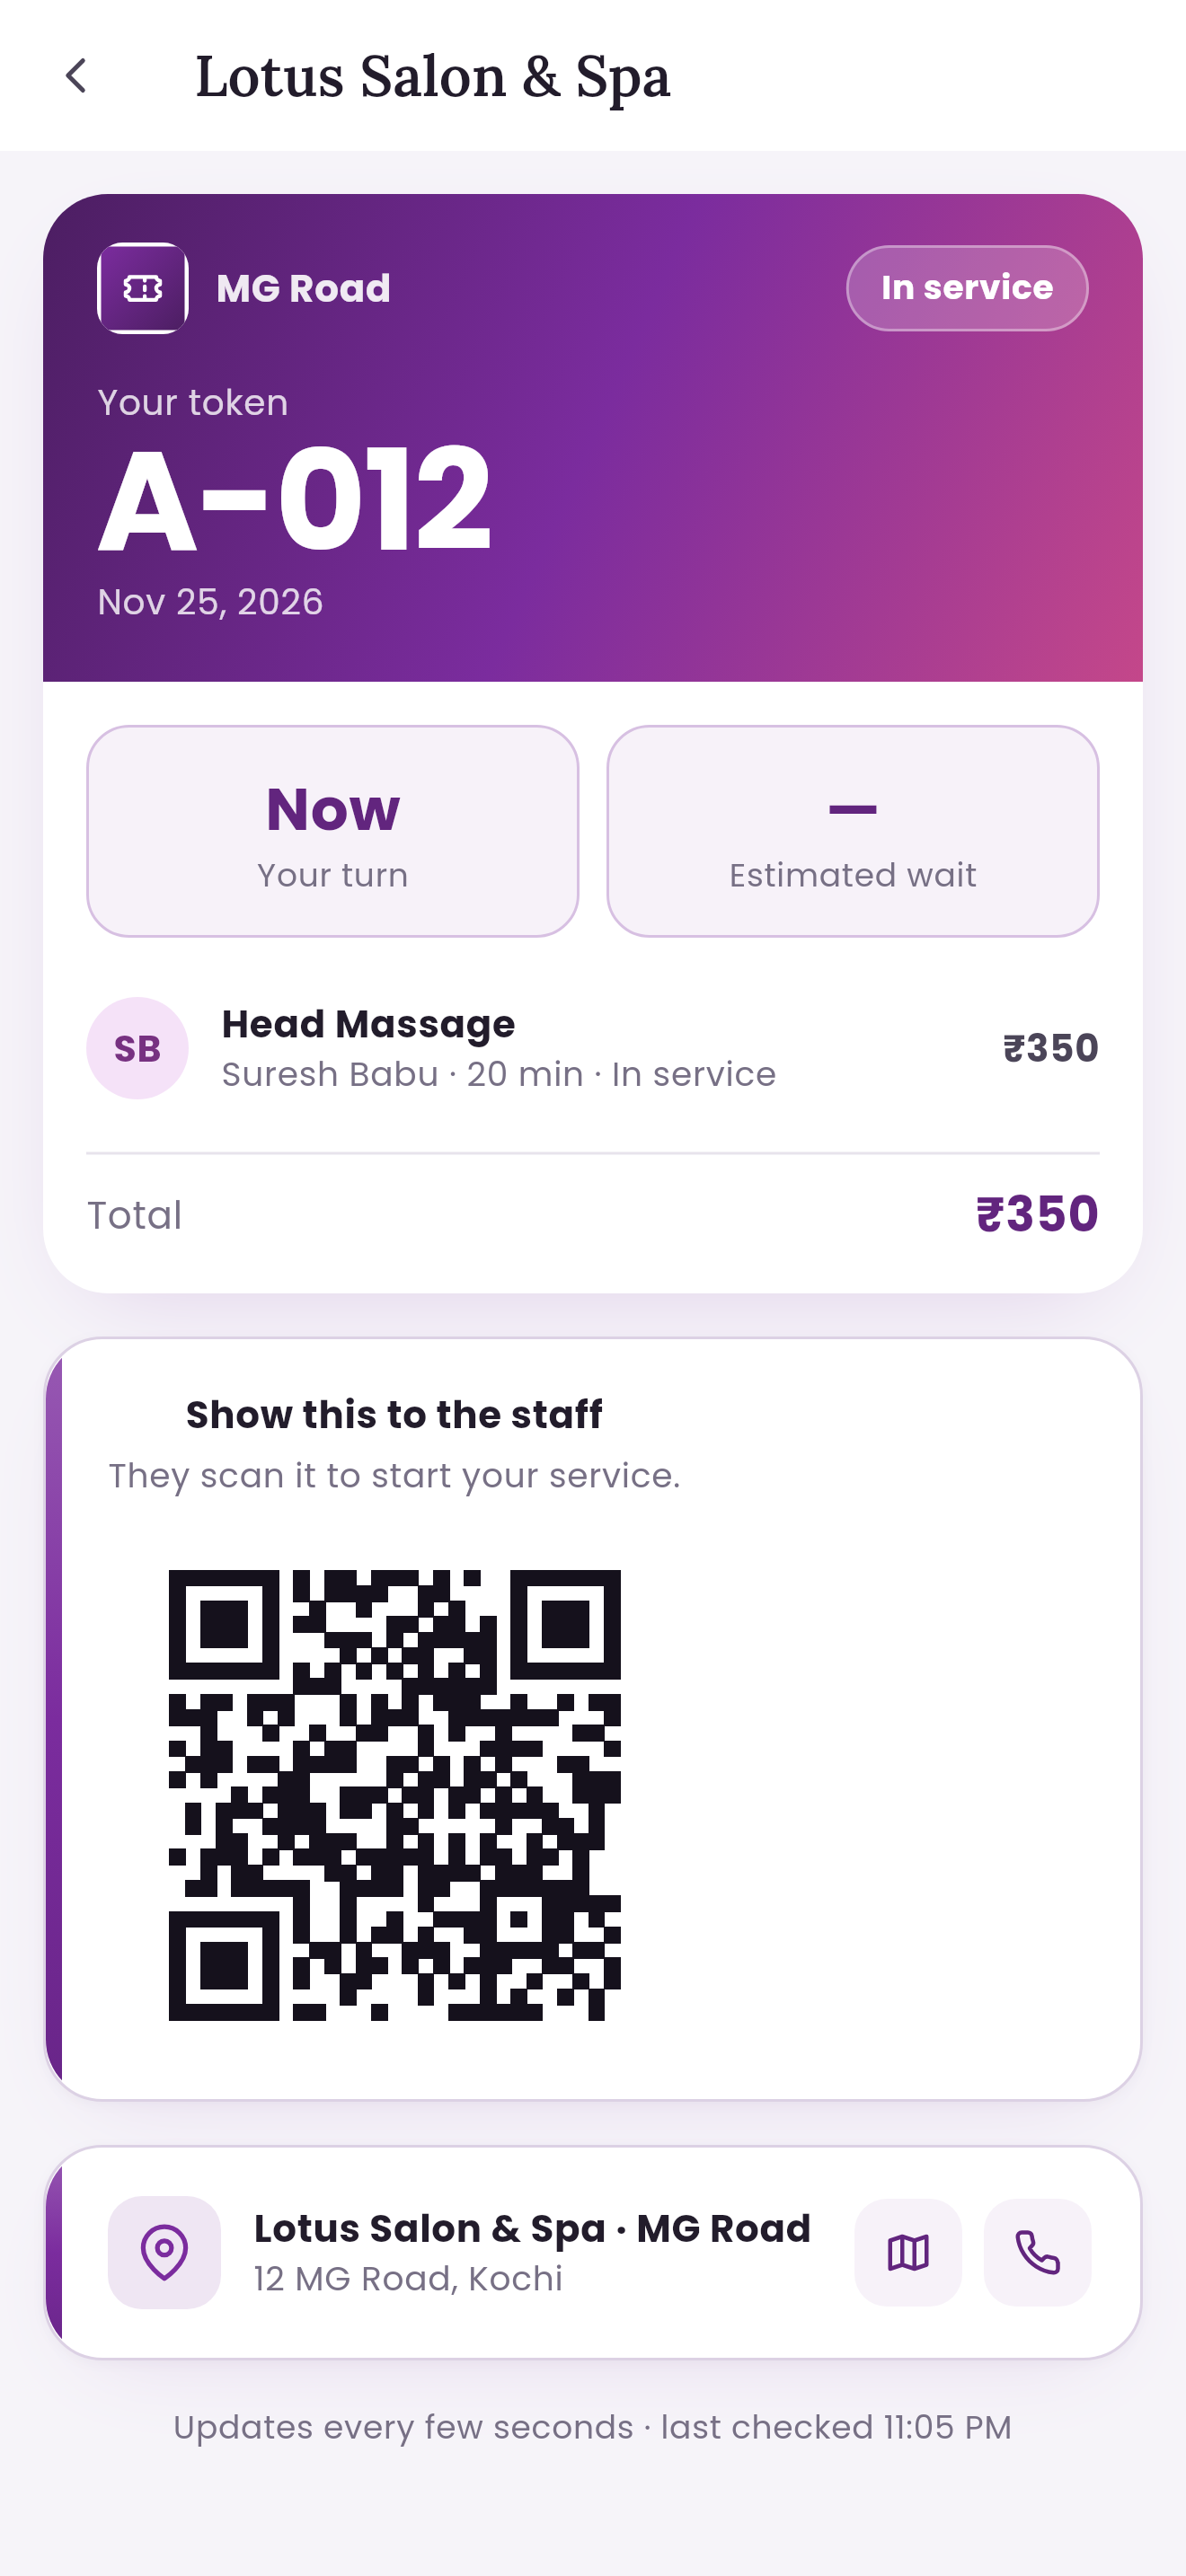 Lotus Salon & Spa
MG Road
In service
Your token
A-012
Nov 25, 2026
Now
Your turn
—
Estimated wait
SB
Head Massage
Suresh Babu · 20 min · In service
₹350
Total
₹350
Show this to the staff
They scan it to start your service.
Lotus Salon & Spa · MG Road
12 MG Road, Kochi
Updates every few seconds · last checked 11:05 PM